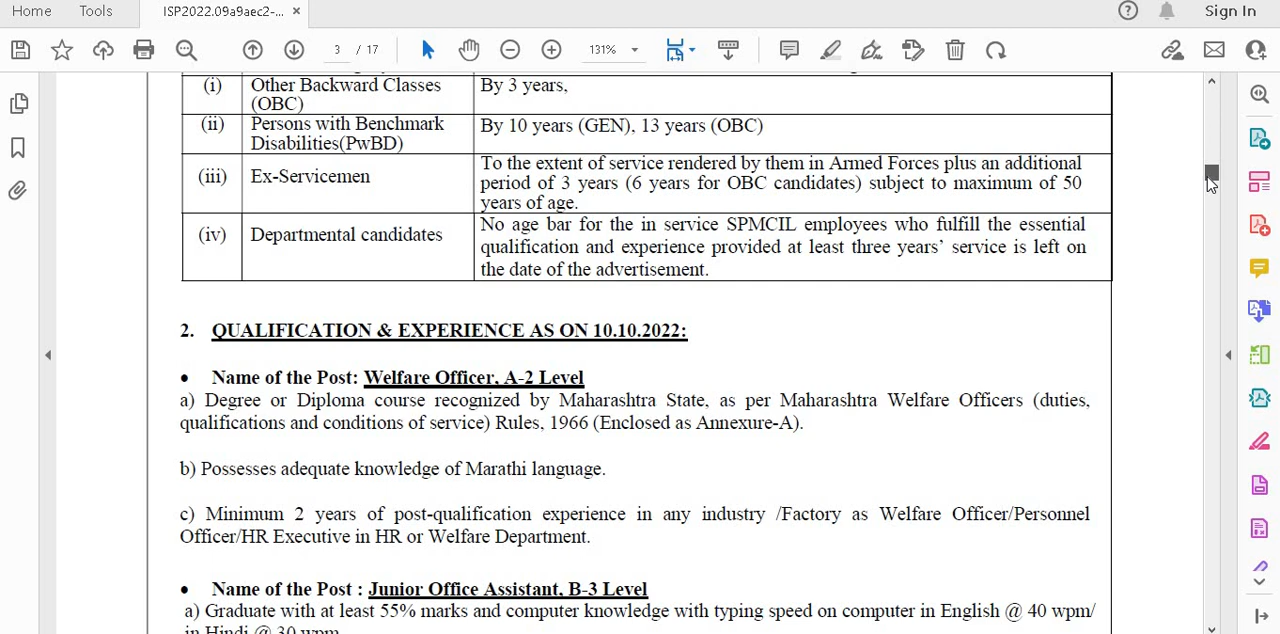 Home Tools ISP2022.09a9aec2-... × Sign In
3 / 17 131%
(i) Other Backward Classes (OBC) By 3 years,
(ii) Persons with Benchmark Disabilities(PwBD) By 10 years (GEN), 13 years (OBC)
(iii) Ex-Servicemen To the extent of service rendered by them in Armed Forces plus an additional
period of 3 years (6 years for OBC candidates) subject to maximum of 50
years of age.
(iv) Departmental candidates No age bar for the in service SPMCIL employees who fulfill the essential
qualification and experience provided at least three years' service is left on
the date of the advertisement.
2. QUALIFICATION & EXPERIENCE AS ON 10.10.2022:
• Name of the Post: Welfare Officer, A-2 Level
a) Degree or Diploma course recognized by Maharashtra State, as per Maharashtra Welfare Officers (duties,
qualifications and conditions of service) Rules, 1966 (Enclosed as Annexure-A).
b) Possesses adequate knowledge of Marathi language.
c) Minimum 2 years of post-qualification experience in any industry /Factory as Welfare Officer/Personnel
Officer/HR Executive in HR or Welfare Department.
• Name of the Post : Junior Office Assistant, B-3 Level
a) Graduate with at least 55% marks and computer knowledge with typing speed on computer in English @ 40 wpm/
in Hindi @ 30 wpm